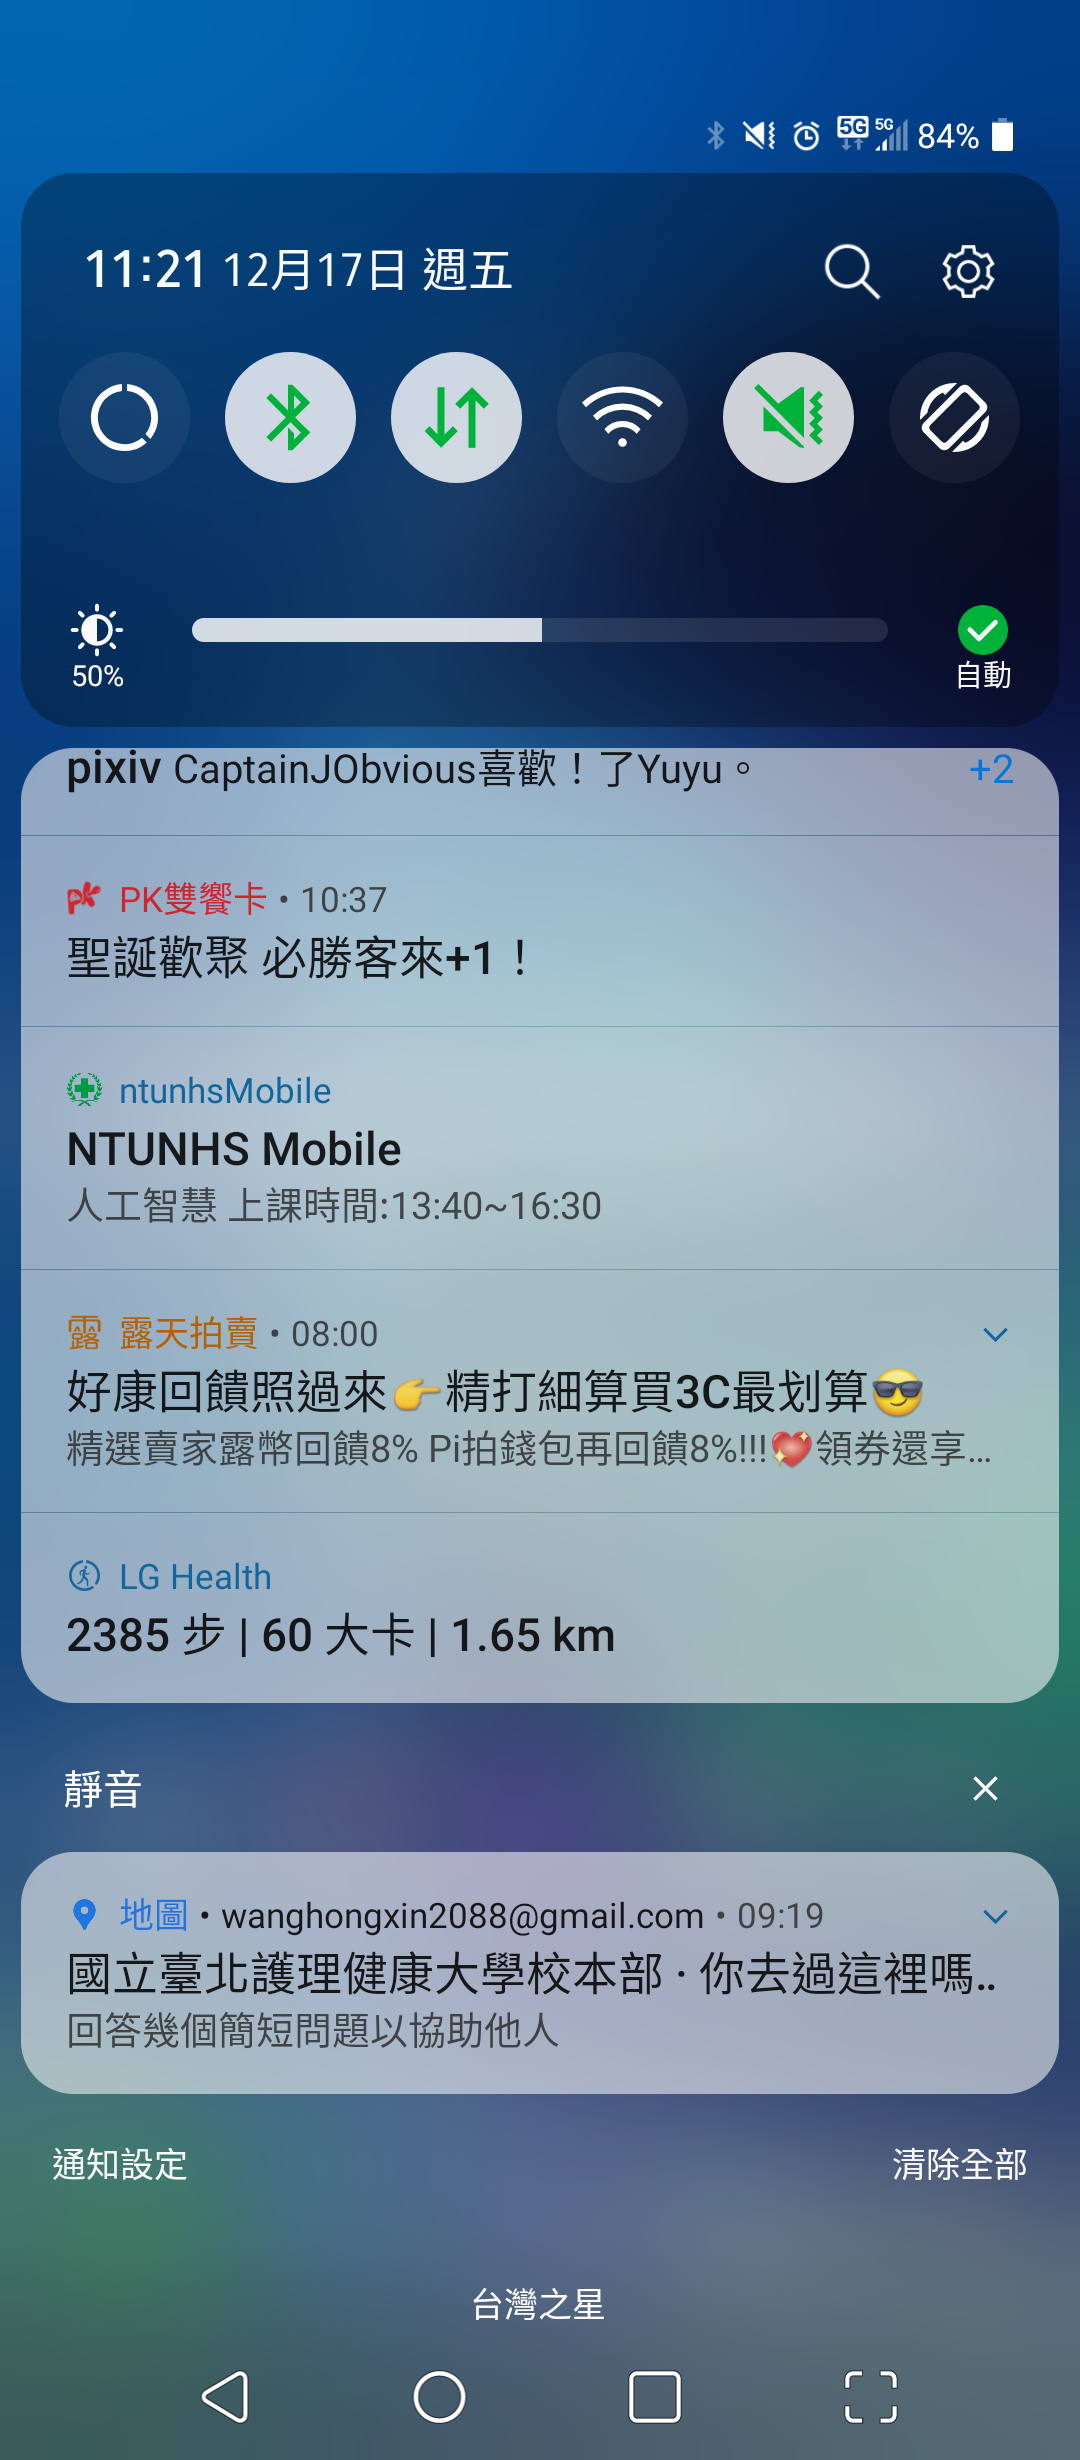 5G 5G 84%
11:21 12月17日 週五
50% 自動
pixiv CaptainJObvious喜歡！了Yuyu。 +2
PK雙饗卡 • 10:37
聖誕歡聚 必勝客來+1！
ntunhsMobile
NTUNHS Mobile
人工智慧 上課時間:13:40~16:30
露 露天拍賣 • 08:00
好康回饋照過來👉精打細算買3C最划算😎
精選賣家露幣回饋8% Pi拍錢包再回饋8%!!!💖領券還享...
LG Health
2385 步 | 60 大卡 | 1.65 km
靜音
地圖 • wanghongxin2088@gmail.com • 09:19
國立臺北護理健康大學校本部 · 你去過這裡嗎..
回答幾個簡短問題以協助他人
通知設定 清除全部
台灣之星